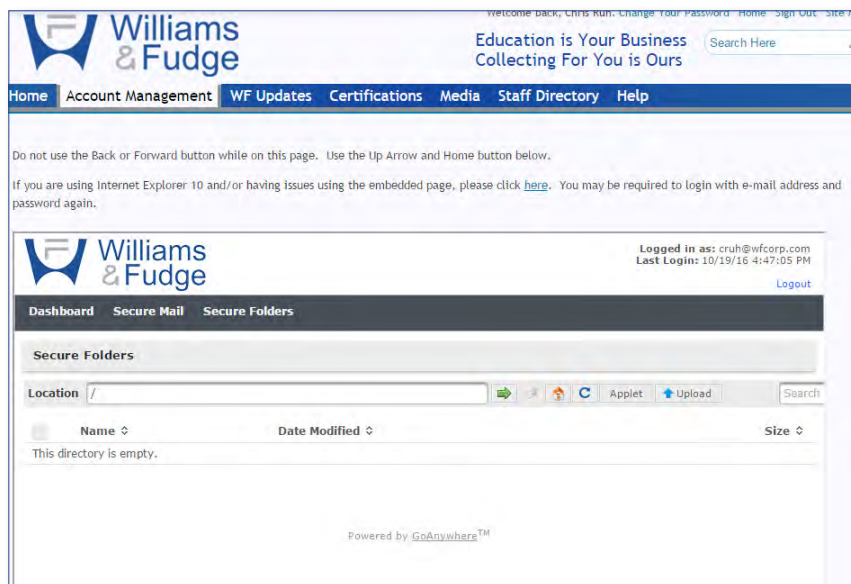 Williams
& Fudge
Welcome back, Chris Ruh. Change Your Password Home Sign Out Site
Education is Your Business
Collecting For You is Ours
Search Here
Home Account Management WF Updates Certifications Media Staff Directory Help
Do not use the Back or Forward button while on this page. Use the Up Arrow and Home button below.
If you are using Internet Explorer 10 and/or having issues using the embedded page, please click here. You may be required to login with e-mail address and
password again.
Williams
& Fudge
Logged in as: cruh@wfcorp.com
Last Login: 10/19/16 4:47:05 PM
Logout
Dashboard Secure Mail Secure Folders
Secure Folders
Location / Applet Upload Search
Name Date Modified Size
This directory is empty.
Powered by GoAnywhere™